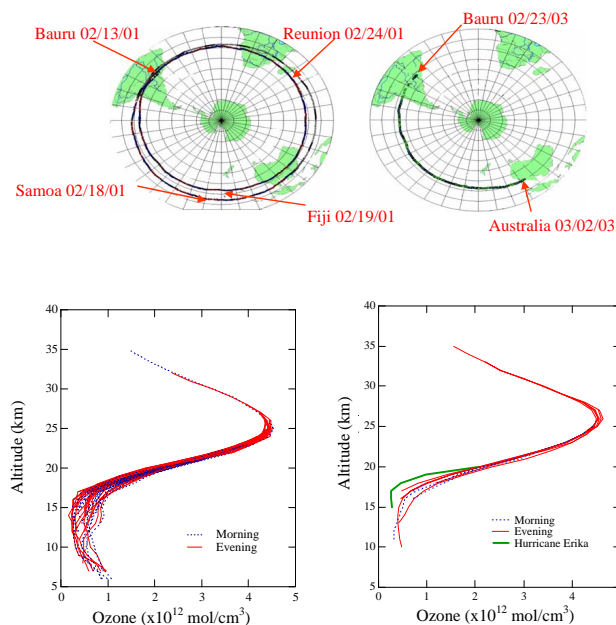 Bauru 02/13/01
Reunion 02/24/01
Samoa 02/18/01
Fiji 02/19/01
Bauru 02/23/03
Australia 03/02/03
40
35
30
25
20
15
10
5
Altitude (km)
Morning
Evening
0 1 2 3 4 5
Ozone (x10¹² mol/cm³)
40
35
30
25
20
15
10
5
Altitude (km)
Morning
Evening
Hurricane Erika
0 1 2 3 4
Ozone (x10¹² mol/cm³)